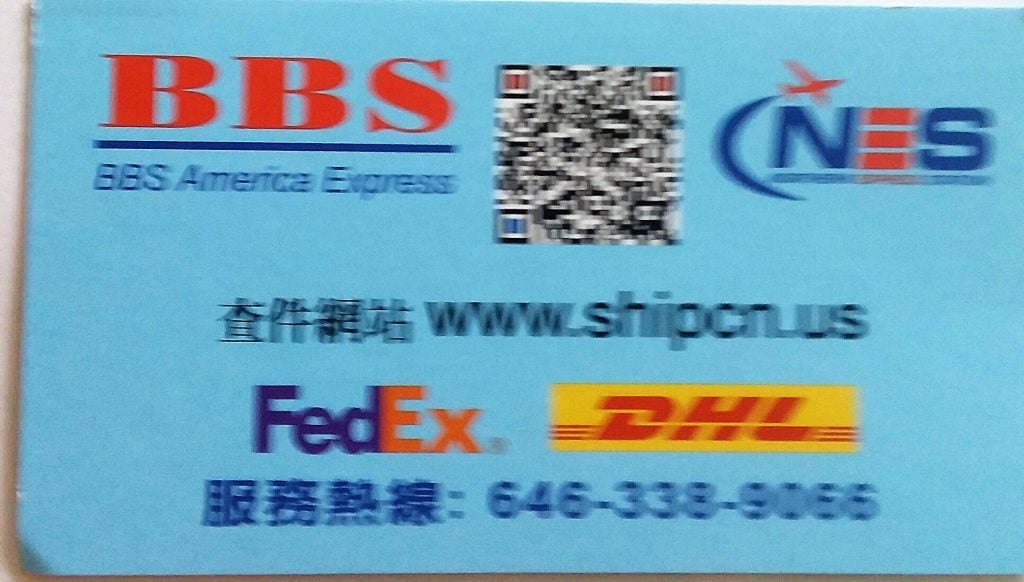 BBS
BBS America Express
NES
查件網站 www.shipcn.us
FedEx
DHL
服務熱線: 646-338-9066